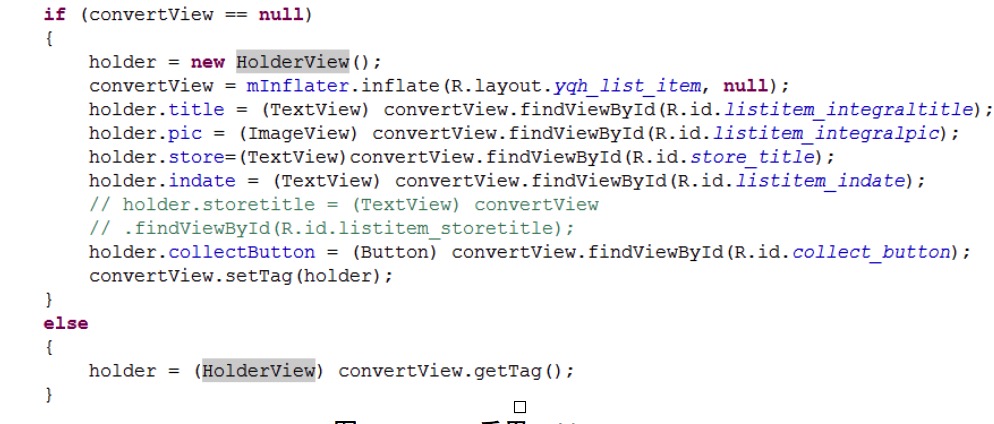 if (convertView == null)
{
holder = new HolderView();
convertView = mInflater.inflate(R.layout.yqh_list_item, null);
holder.title = (TextView) convertView.findViewById(R.id.listitem_integraltitle);
holder.pic = (ImageView) convertView.findViewById(R.id.listitem_integralpic);
holder.store=(TextView)convertView.findViewById(R.id.store_title);
holder.indate = (TextView) convertView.findViewById(R.id.listitem_indate);
// holder.storetitle = (TextView) convertView
// .findViewById(R.id.listitem_storetitle);
holder.collectButton = (Button) convertView.findViewById(R.id.collect_button);
convertView.setTag(holder);
}
else
{
holder = (HolderView) convertView.getTag();
}